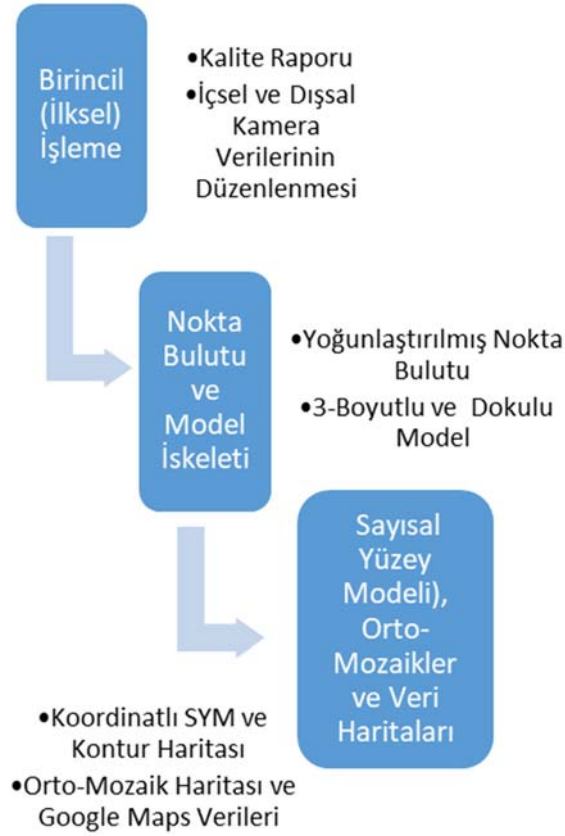 Birincil
(İlksel)
İşleme
•Kalite Raporu
•İçsel ve Dışsal
Kamera
Verilerinin
Düzenlenmesi
Nokta
Bulutu
ve
Model
İskeleti
•Yoğunlaştırılmış Nokta
Bulutu
•3-Boyutlu ve Dokulu
Model
Sayısal
Yüzey
Modeli),
Orto-
Mozaikler
ve Veri
Haritaları
•Koordinatlı SYM ve
Kontur Haritası
•Orto-Mozaik Haritası ve
Google Maps Verileri